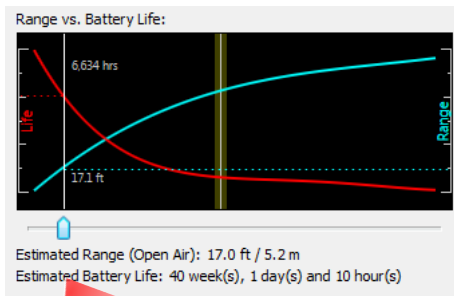 Range vs. Battery Life:
6,634 hrs
Life
Range
17.1 ft
Estimated Range (Open Air): 17.0 ft / 5.2 m
Estimated Battery Life: 40 week(s), 1 day(s) and 10 hour(s)